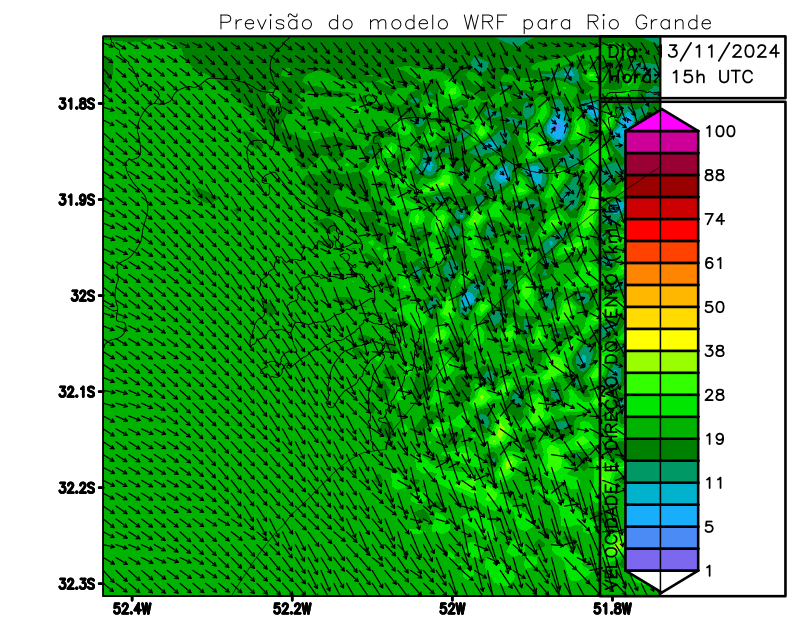 Previsão do modelo WRF para Rio Grande
Dia: 3/11/2024
Hora: 15h UTC
31.8S
31.9S
32S
32.1S
32.2S
32.3S
52.4W
52.2W
52W
51.8W
VELOCIDADE E DIREÇÃO DO VENTO (km/h)
100
88
74
61
50
38
28
19
11
5
1